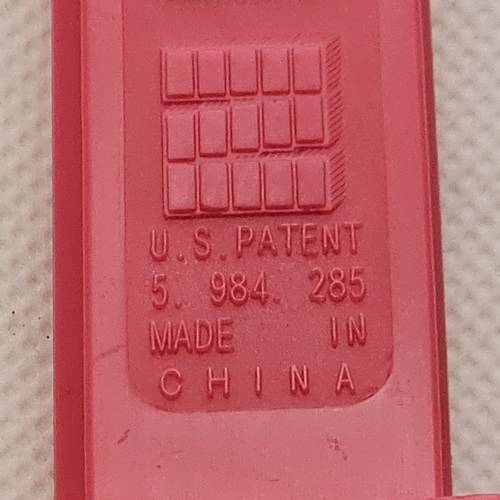 U.S. PATENT
5. 984. 285
MADE IN
CHINA